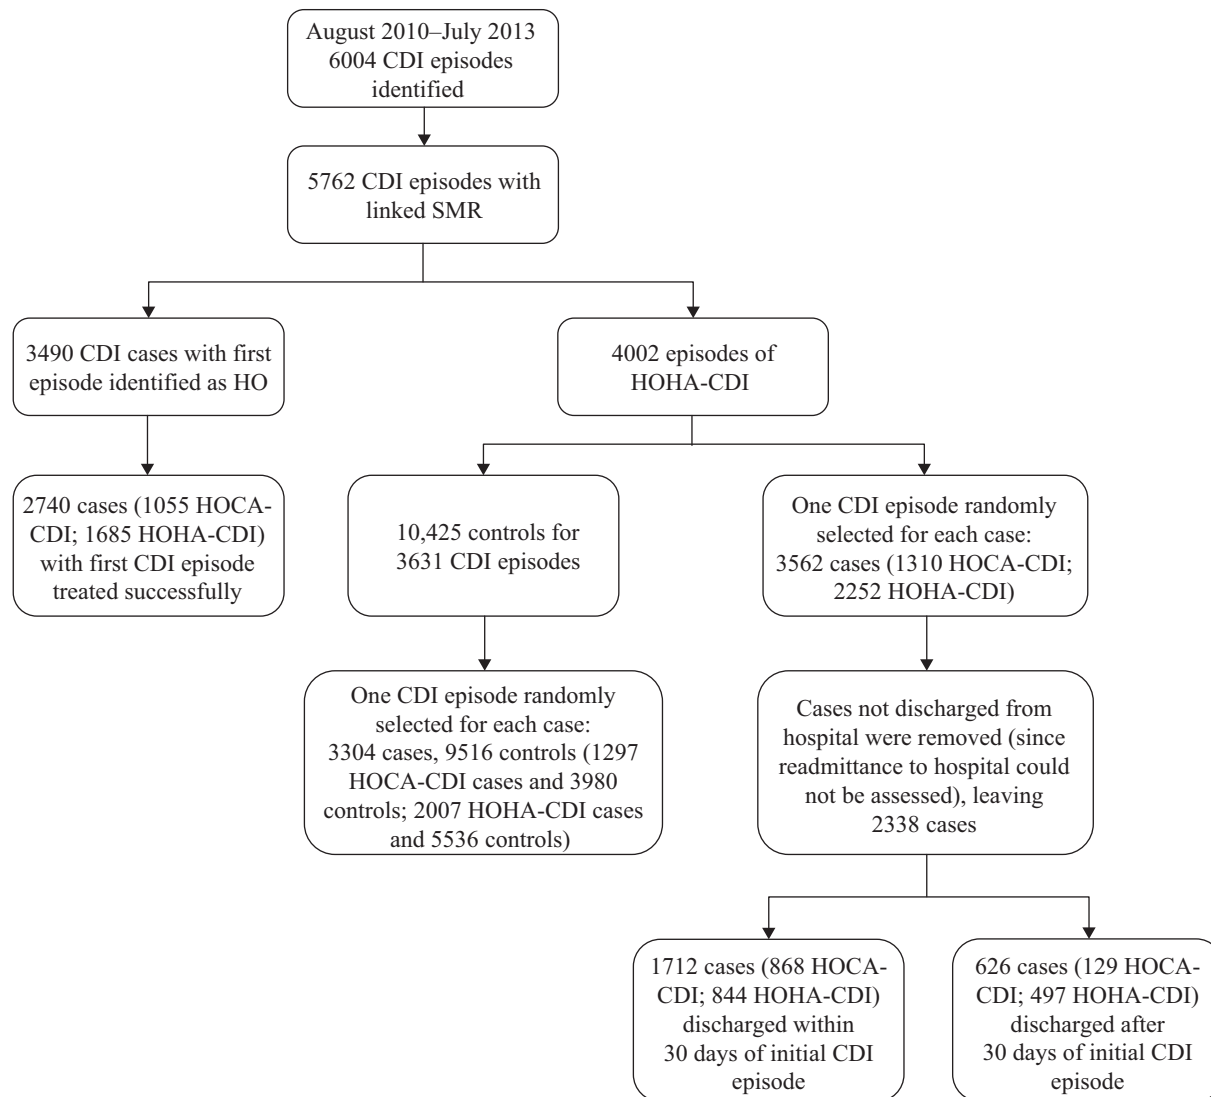 August 2010–July 2013
6004 CDI episodes
identified
5762 CDI episodes with
linked SMR
3490 CDI cases with first
episode identified as HO
4002 episodes of
HOHA-CDI
2740 cases (1055 HOCA-
CDI; 1685 HOHA-CDI)
with first CDI episode
treated successfully
10,425 controls for
3631 CDI episodes
One CDI episode randomly
selected for each case:
3562 cases (1310 HOCA-CDI;
2252 HOHA-CDI)
One CDI episode randomly
selected for each case:
3304 cases, 9516 controls (1297
HOCA-CDI cases and 3980
controls; 2007 HOHA-CDI cases
and 5536 controls)
Cases not discharged from
hospital were removed (since
readmittance to hospital could
not be assessed), leaving
2338 cases
1712 cases (868 HOCA-
CDI; 844 HOHA-CDI)
discharged within
30 days of initial CDI
episode
626 cases (129 HOCA-
CDI; 497 HOHA-CDI)
discharged after
30 days of initial CDI
episode